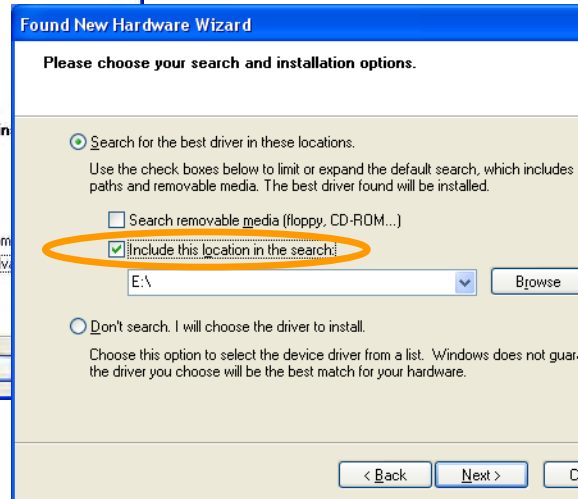 Found New Hardware Wizard
Please choose your search and installation options.
Search for the best driver in these locations.
Use the check boxes below to limit or expand the default search, which includes
paths and removable media. The best driver found will be installed.
Search removable media (floppy, CD-ROM...)
Include this location in the search:
E:\
Browse
Don't search. I will choose the driver to install.
Choose this option to select the device driver from a list. Windows does not guar
the driver you choose will be the best match for your hardware.
< Back
Next >